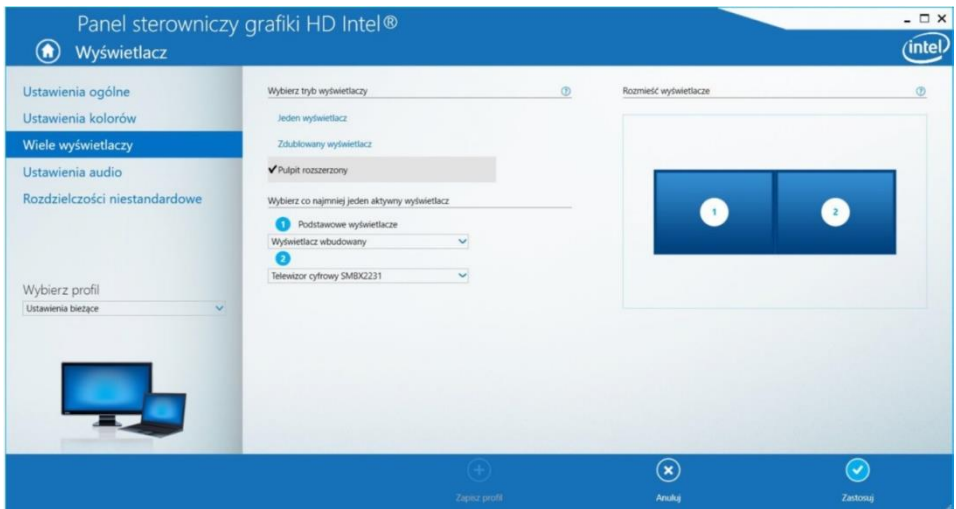 Panel sterowniczy grafiki HD Intel®
Wyświetlacz
intel
Ustawienia ogólne
Ustawienia kolorów
Wiele wyświetlaczy
Ustawienia audio
Rozdzielczości niestandardowe
Wybierz profil
Ustawienia bieżące
Wybierz tryb wyświetlaczy
?
Jeden wyświetlacz
Zdublowany wyświetlacz
Pulpit rozszerzony
Wybierz co najmniej jeden aktywny wyświetlacz
1 Podstawowe wyświetlacze
Wyświetlacz wbudowany
2
Telewizor cyfrowy SMBX2231
Rozmieść wyświetlacze
?
1 2
Zapisz profil
Anuluj
Zastosuj